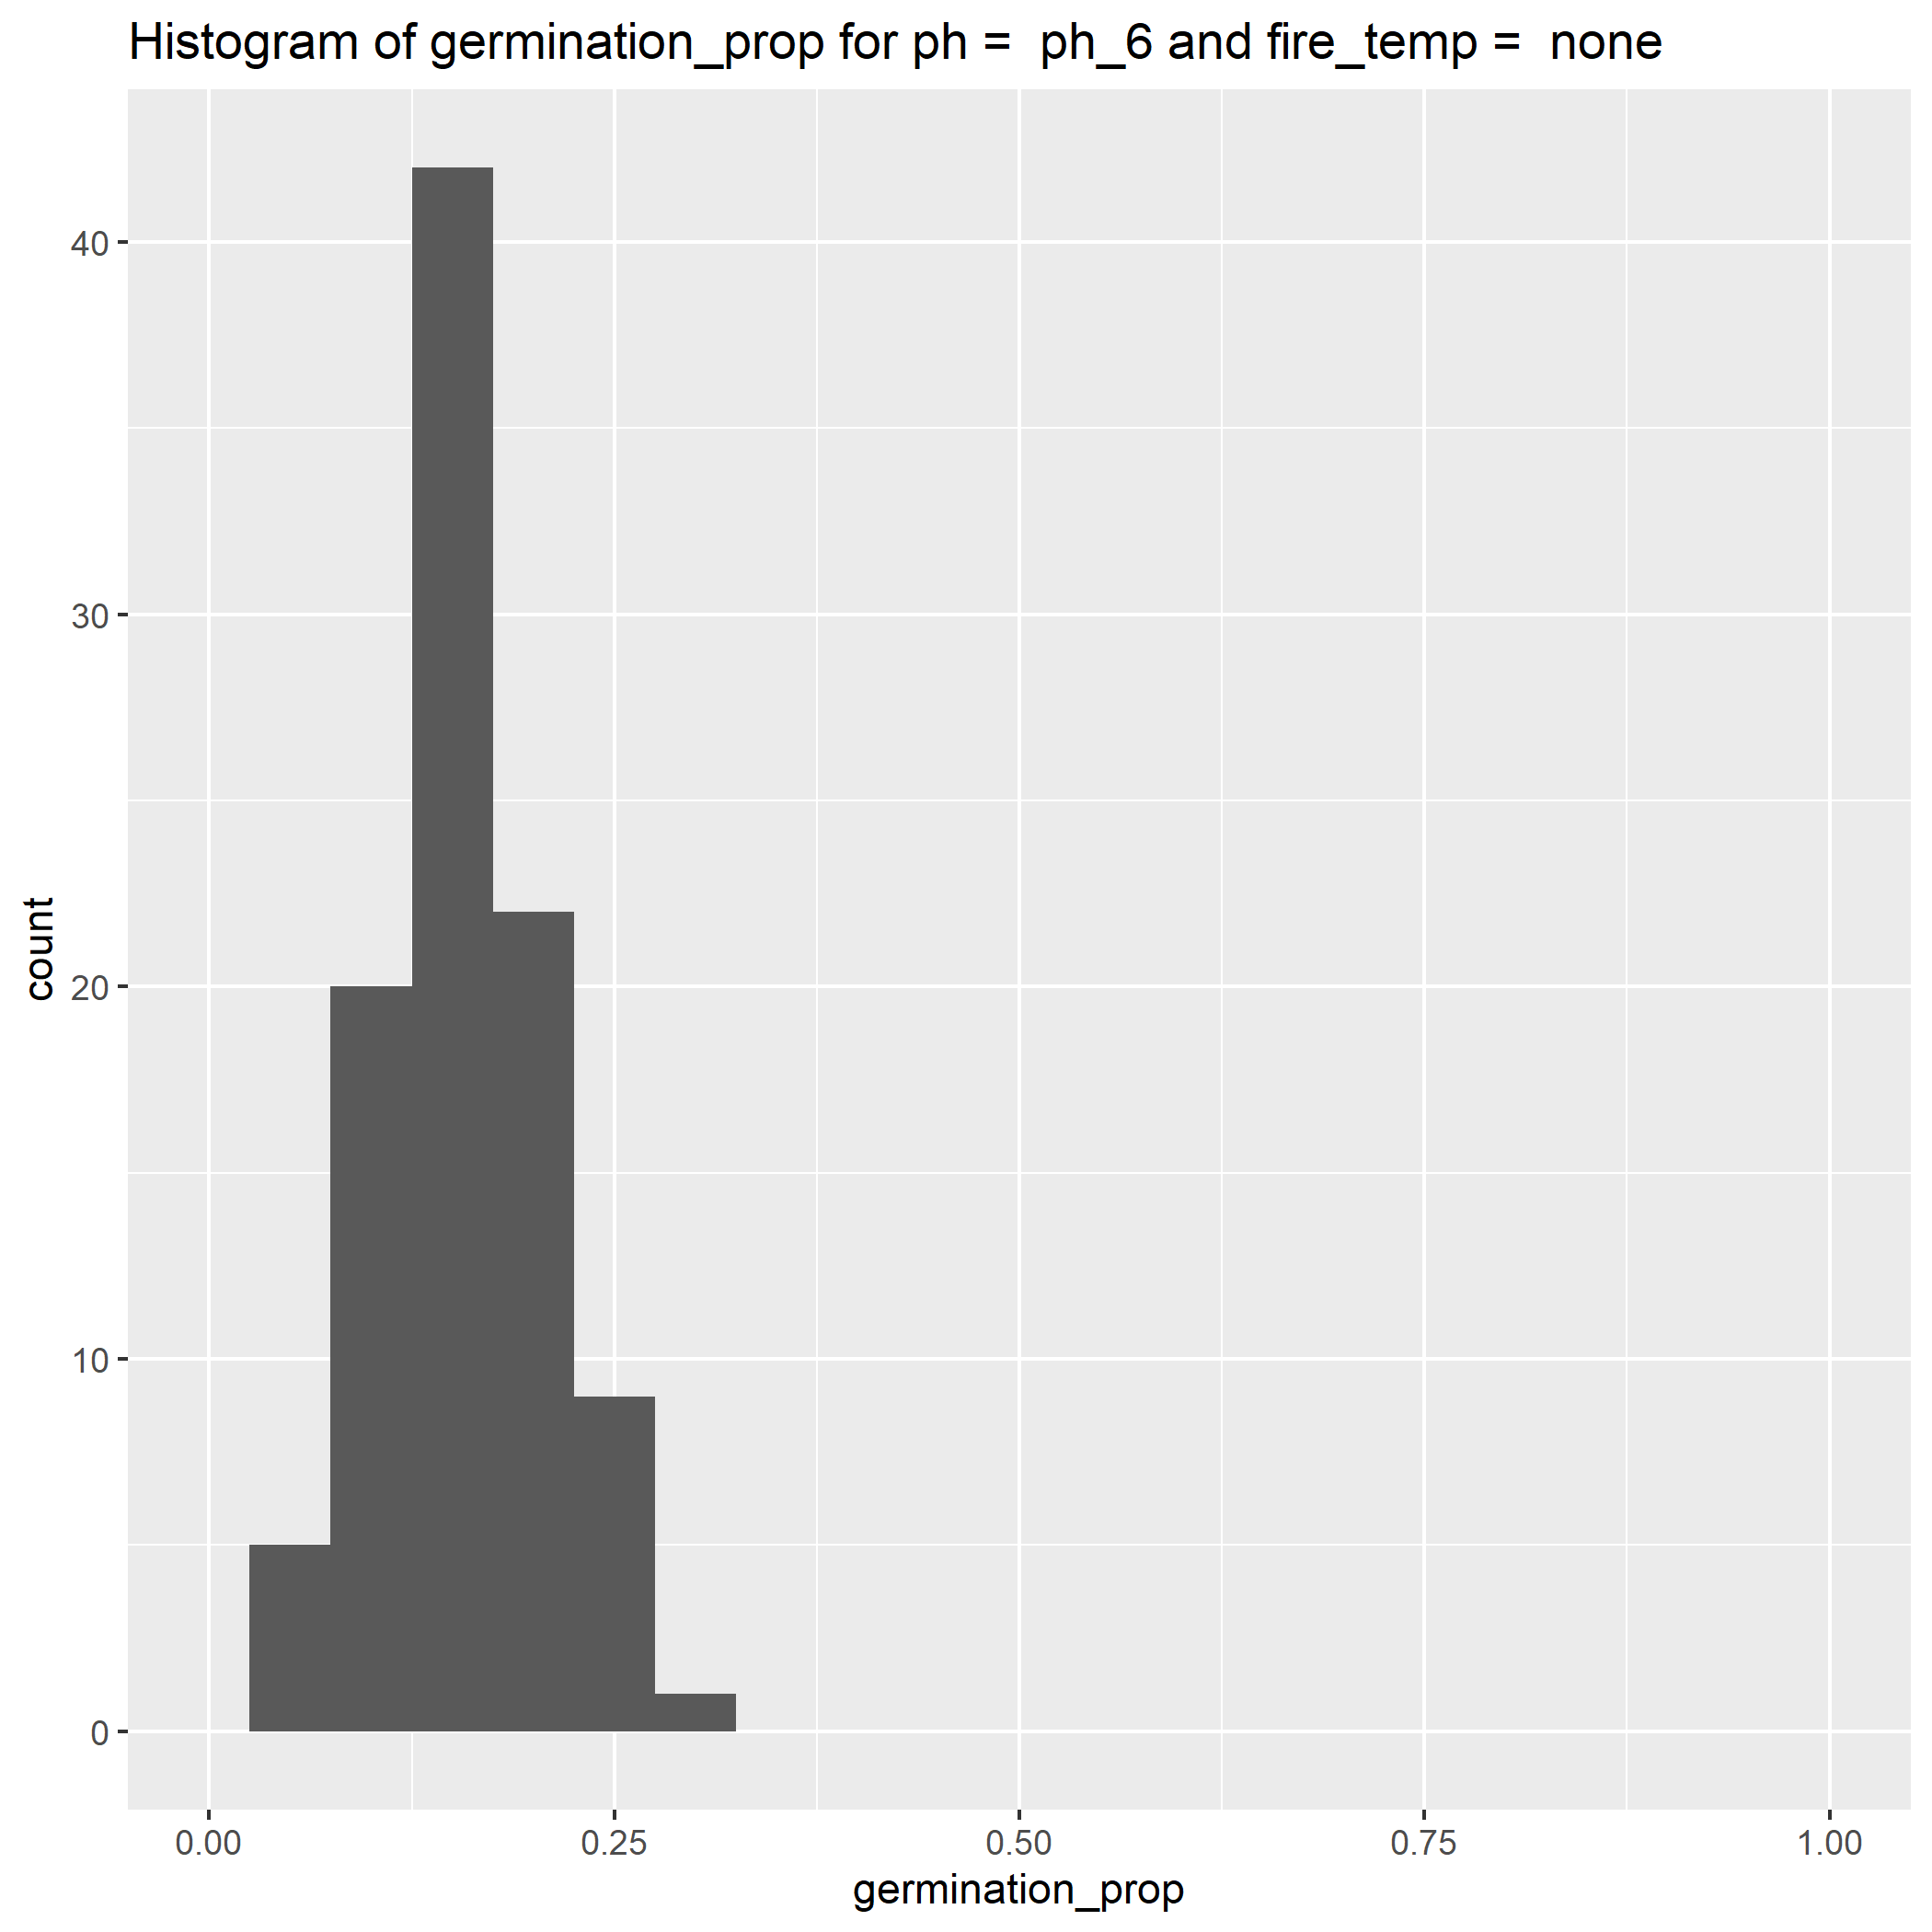 Histogram of germination_prop for ph =  ph_6 and fire_temp =  none
count
40
30
20
10
0
0.00 0.25 0.50 0.75 1.00
germination_prop